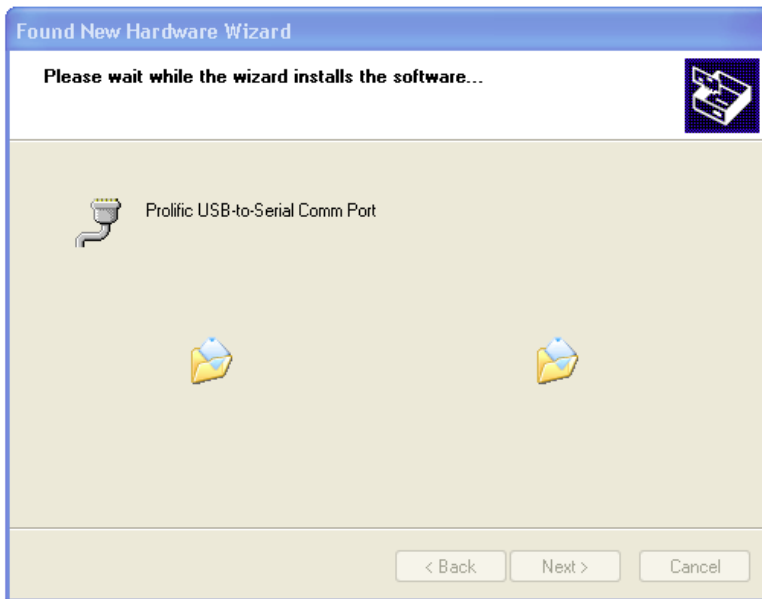 Found New Hardware Wizard
Please wait while the wizard installs the software...
Prolific USB-to-Serial Comm Port
< Back
Next >
Cancel